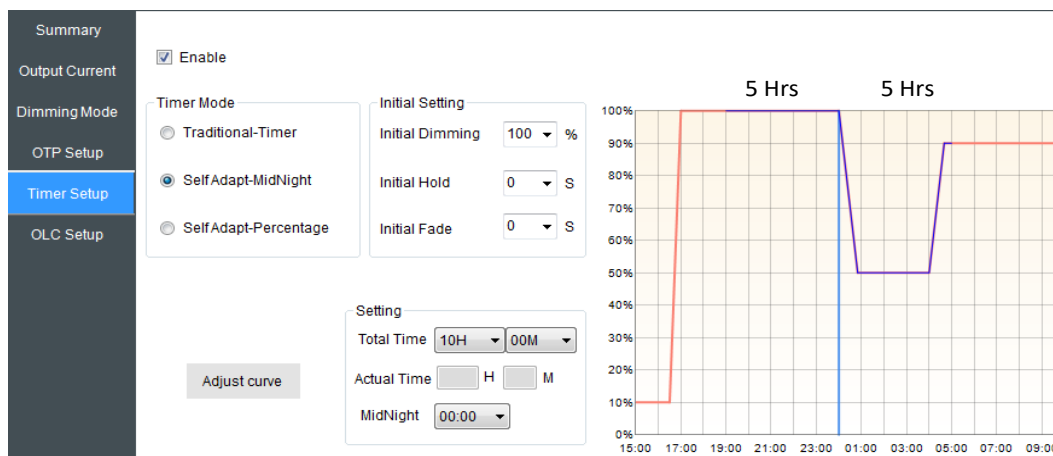 Summary
Output Current
Dimming Mode
OTP Setup
Timer Setup
OLC Setup
Enable
Timer Mode
Traditional-Timer
SelfAdapt-MidNight
SelfAdapt-Percentage
Initial Setting
Initial Dimming 100 %
Initial Hold 0 S
Initial Fade 0 S
Adjust curve
Setting
Total Time 10H 00M
Actual Time H M
MidNight 00:00
5 Hrs 5 Hrs
100%
90%
80%
70%
60%
50%
40%
30%
20%
10%
0%
15:00 17:00 19:00 21:00 23:00 01:00 03:00 05:00 07:00 09:00